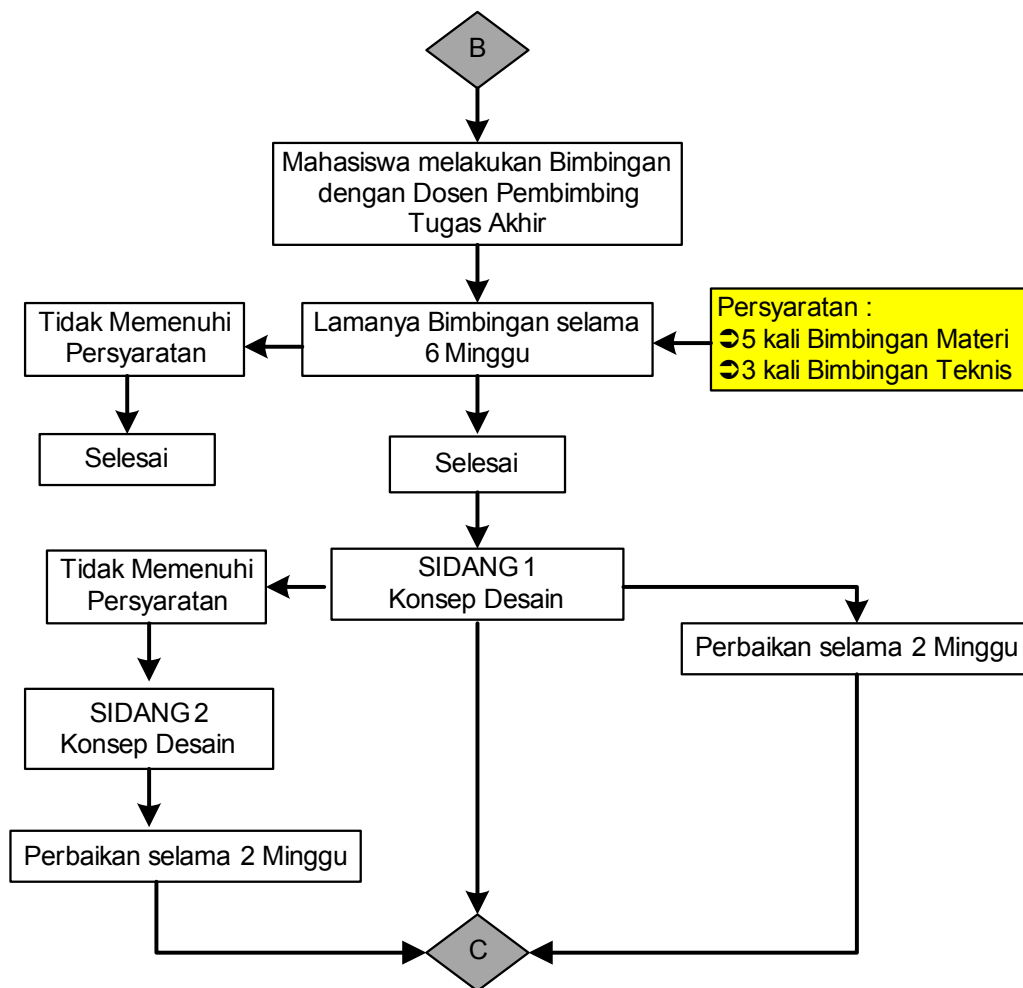 B
Mahasiswa melakukan Bimbingan
dengan Dosen Pembimbing
Tugas Akhir
Tidak Memenuhi
Persyaratan
Lamanya Bimbingan selama
6 Minggu
Persyaratan :
➲5 kali Bimbingan Materi
➲3 kali Bimbingan Teknis
Selesai
Selesai
Tidak Memenuhi
Persyaratan
SIDANG 1
Konsep Desain
Perbaikan selama 2 Minggu
SIDANG 2
Konsep Desain
Perbaikan selama 2 Minggu
C